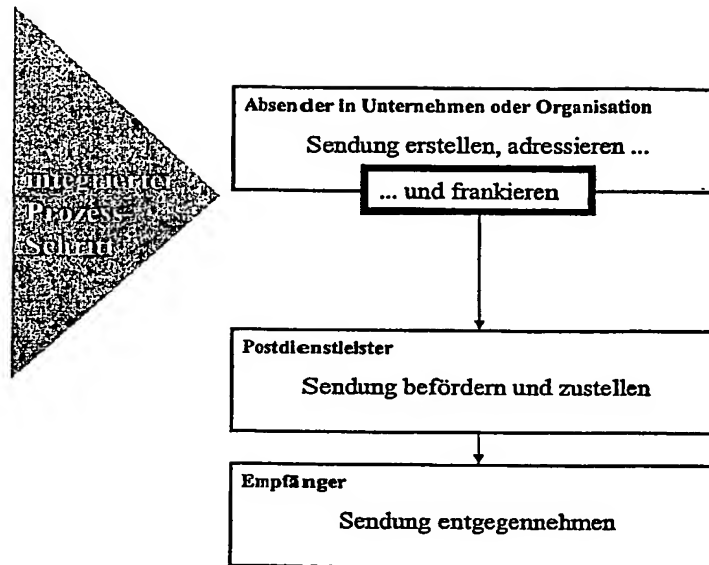 Absender in Unternehmen oder Organisation
Sendung erstellen, adressieren ...
... und frankieren
integrierter
Prozess-
Schritt
Postdienstleister
Sendung befördern und zustellen
Empfänger
Sendung entgegennehmen